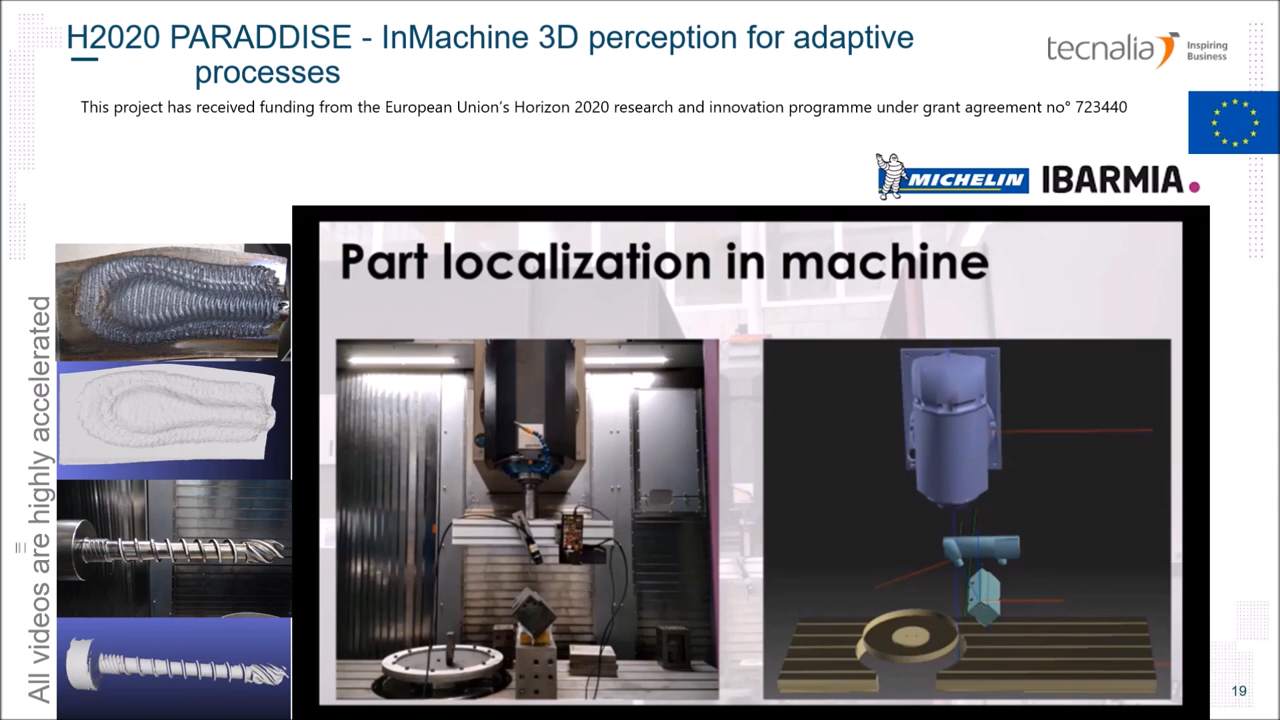 H2020 PARADDISE - InMachine 3D perception for adaptive
processes
tecnalia Inspiring
Business
This project has received funding from the European Union’s Horizon 2020 research and innovation programme under grant agreement no° 723440
MICHELIN IBARMIA
Part localization in machine
All videos are highly accelerated
19